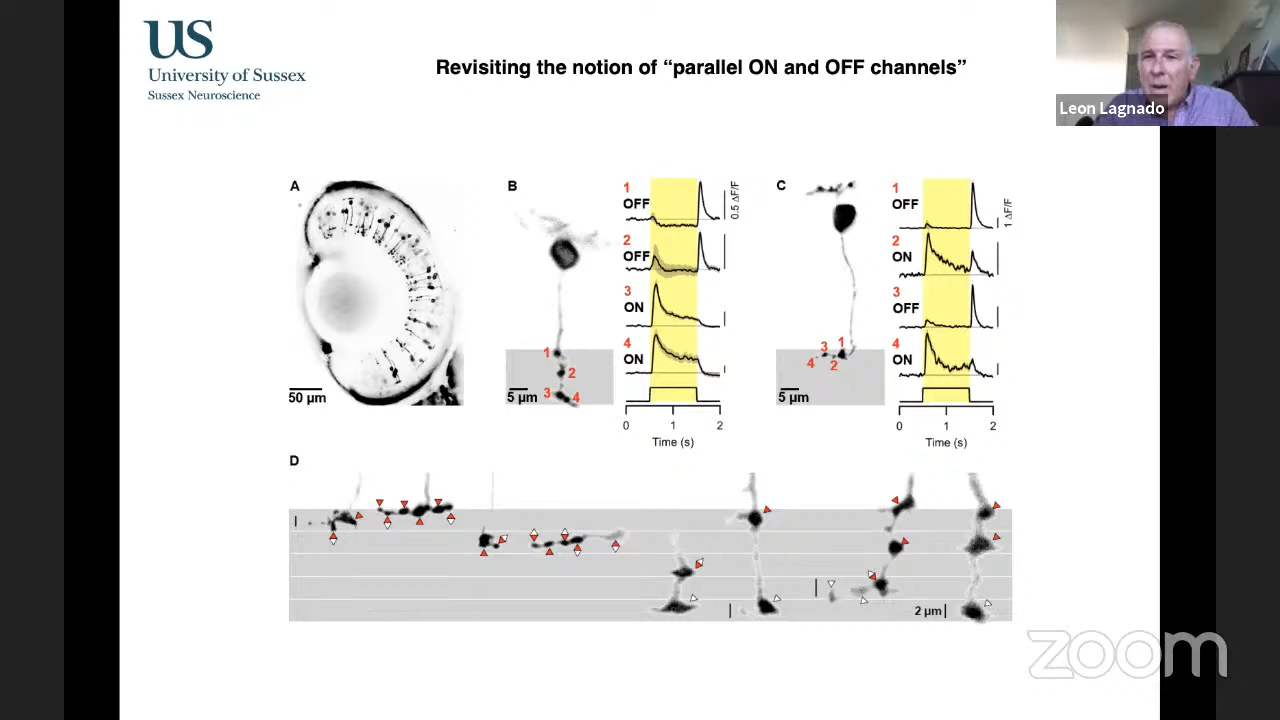 US
University of Sussex
Sussex Neuroscience
Revisiting the notion of “parallel ON and OFF channels”
Leon Lagnado
A
50 µm
B
5 µm
1
2
3
4
1
OFF
0.5 ΔF/F
2
OFF
3
ON
4
ON
0 1 2
Time (s)
C
5 µm
3 1
4 2
1
OFF
1 ΔF/F
2
ON
3
OFF
4
ON
0 1 2
Time (s)
D
2 µm
zoom